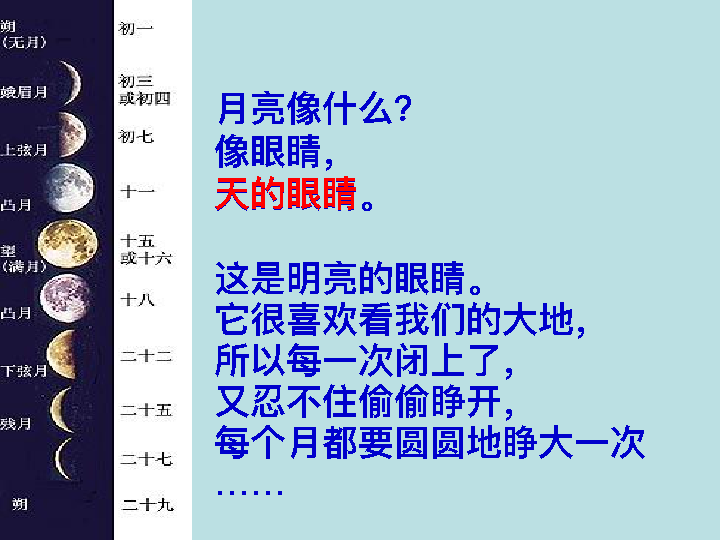 朔
(无月)
初一
娥眉月
初三
或初四
上弦月
初七
凸月
十一
望
(满月)
十五
或十六
凸月
十八
下弦月
二十二
残月
二十五
二十七
朔
二十九
月亮像什么?
像眼睛，
天的眼睛。
这是明亮的眼睛。
它很喜欢看我们的大地，
所以每一次闭上了，
又忍不住偷偷睁开，
每个月都要圆圆地睁大一次
……